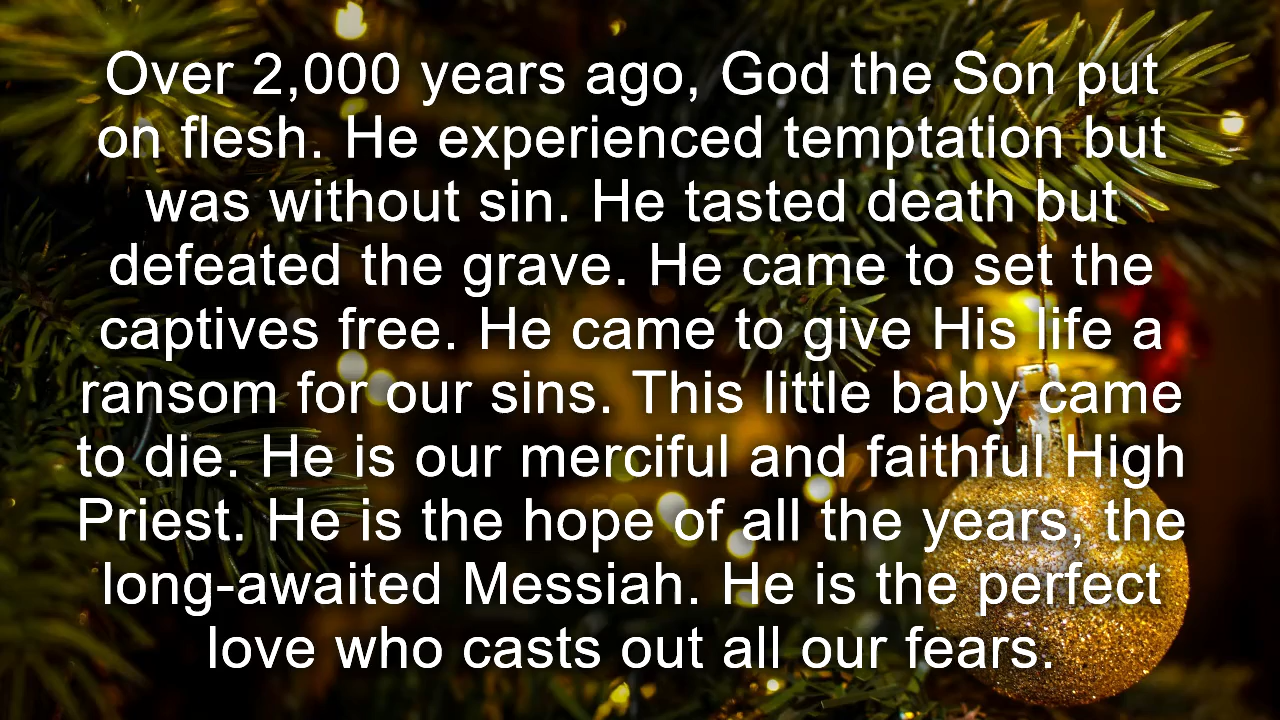 Over 2,000 years ago, God the Son put
on flesh. He experienced temptation but
was without sin. He tasted death but
defeated the grave. He came to set the
captives free. He came to give His life a
ransom for our sins. This little baby came
to die. He is our merciful and faithful High
Priest. He is the hope of all the years, the
long-awaited Messiah. He is the perfect
love who casts out all our fears.